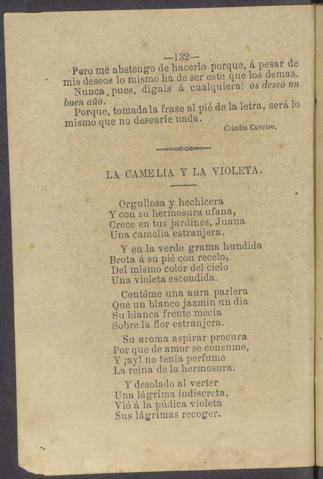 —132—
Pero me abstengo de hacerlo porque, á pesar de
mis deseos lo mismo ha de ser este que los demas.
Nunca pues, digais á cualquiera: os deseo un
buen año.
Porque, tomada la frase al pié de la letra, será lo
mismo que no desearle nada.
Claudio Cuveiro.
LA CAMELIA Y LA VIOLETA.
Orgullosa y hechicera
Y con su hermosura ufana,
Crece en tus jardines, Juana
Una camelia estranjera.
Y en la verde grama hundida
Brota á su pié con recelo,
Del mismo color del cielo
Una violeta escondida.
Contóme una aura parlera
Que un blanco jazmin un dia
Su blanca frente mecia
Sobre la flor estranjera.
Su aroma aspirar procura
Por que de amor se consume,
Y ¡ay! no tenia perfume
La reina de la hermosura.
Y desolado al verter
Una lágrima indiscreta,
Vió á la púdica violeta
Sus lágrimas recoger.